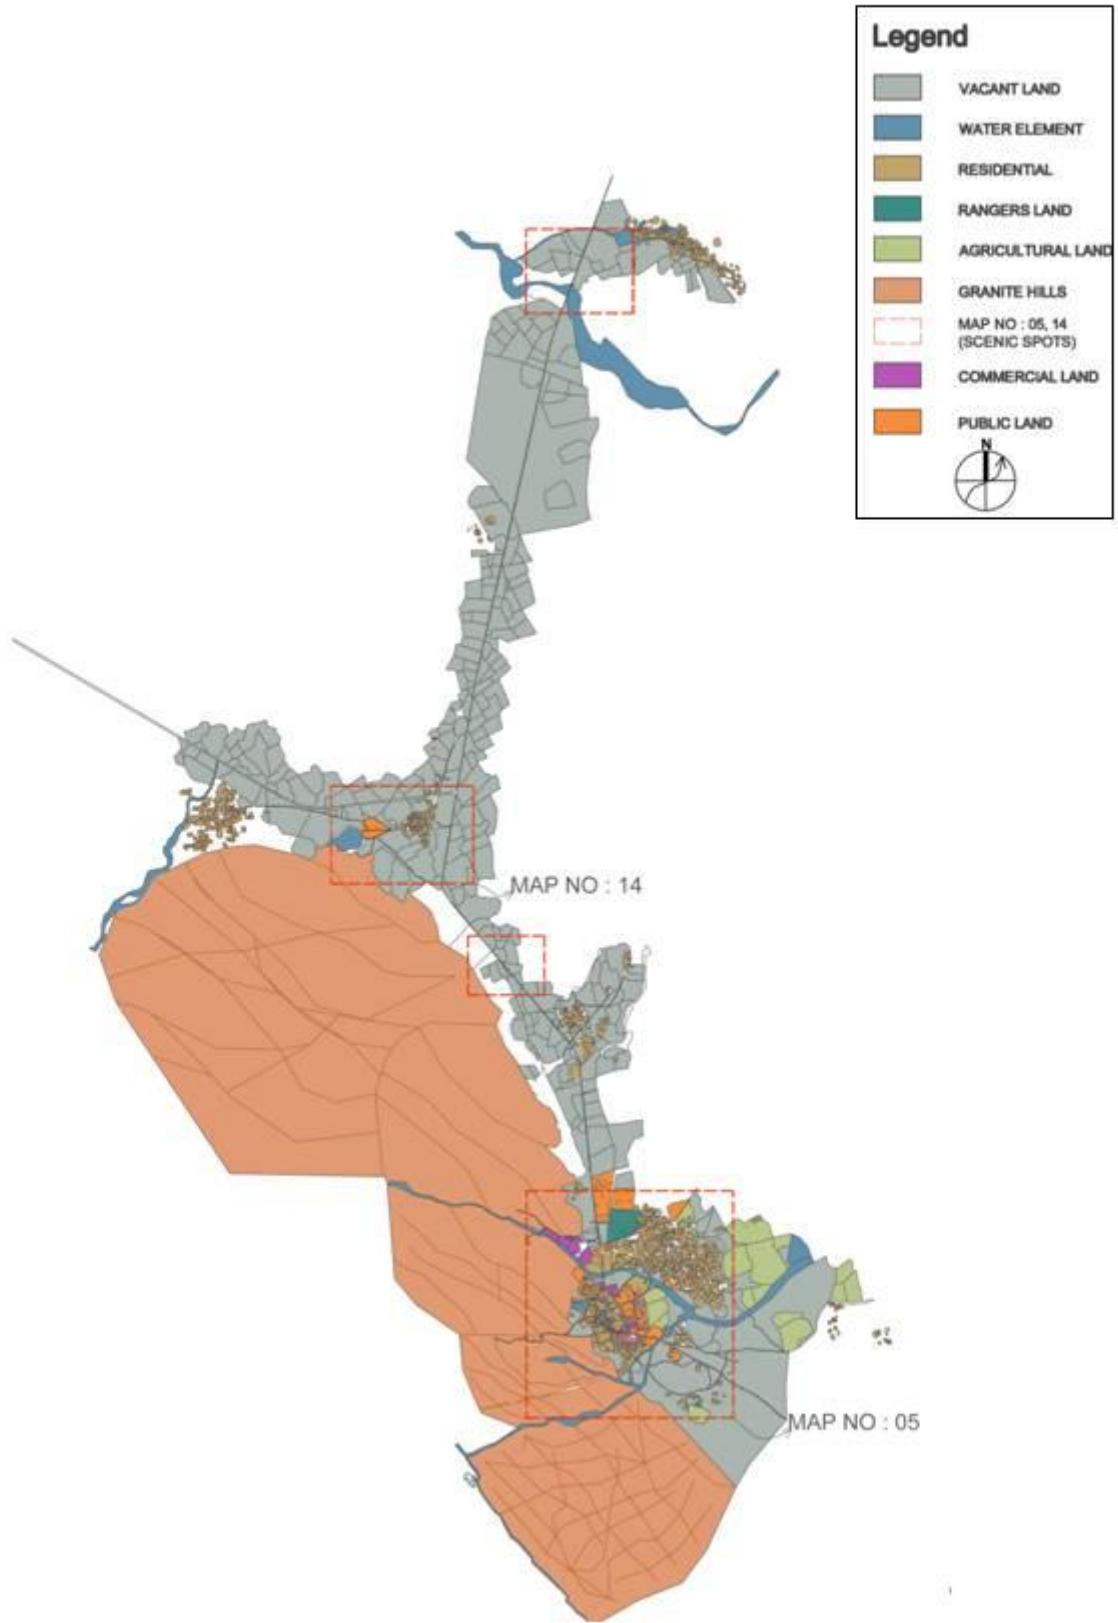 Legend
VACANT LAND
WATER ELEMENT
RESIDENTIAL
RANGERS LAND
AGRICULTURAL LAND
GRANITE HILLS
MAP NO : 05, 14
(SCENIC SPOTS)
COMMERCIAL LAND
PUBLIC LAND
N
MAP NO : 14
MAP NO : 05